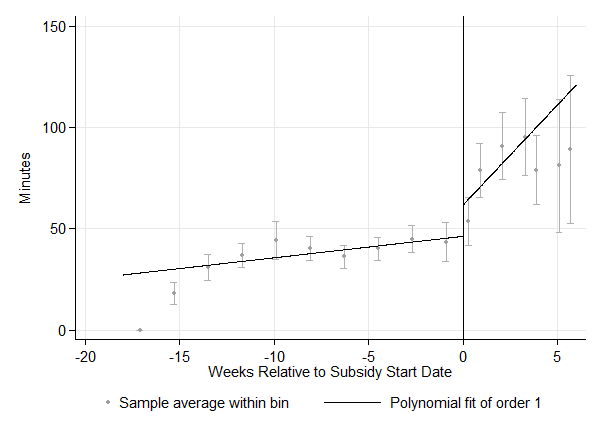 150
100
50
0
Minutes
-20 -15 -10 -5 0 5
Weeks Relative to Subsidy Start Date
Sample average within bin Polynomial fit of order 1